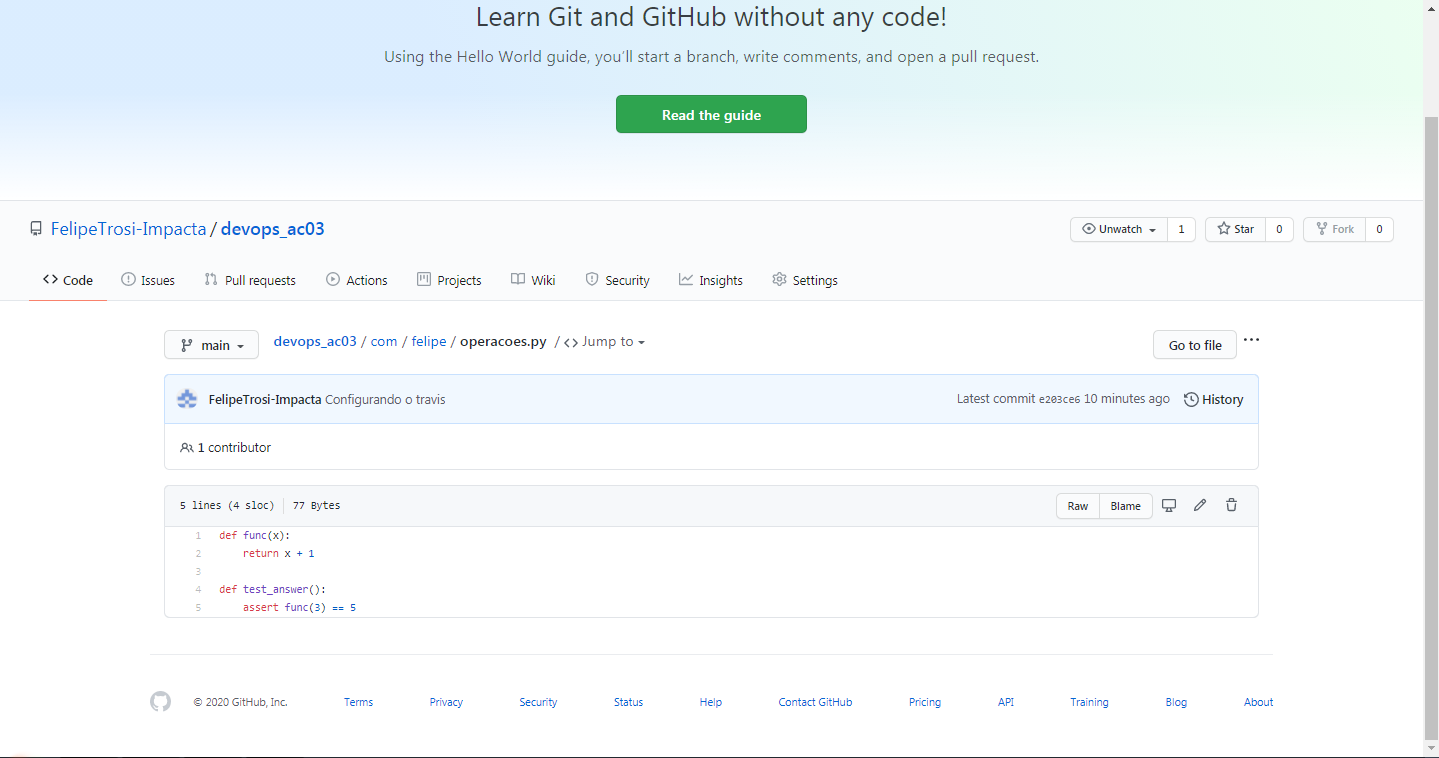 Learn Git and GitHub without any code!
Using the Hello World guide, you'll start a branch, write comments, and open a pull request.
Read the guide
FelipeTrosi-Impacta / devops_ac03
Unwatch 1 Star 0 Fork 0
Code Issues Pull requests Actions Projects Wiki Security Insights Settings
main devops_ac03 / com / felipe / operacoes.py / <> Jump to Go to file ...
FelipeTrosi-Impacta Configurando o travis Latest commit e203ce6 10 minutes ago History
1 contributor
5 lines (4 sloc) 77 Bytes Raw Blame
1 def func(x):
2     return x + 1
3
4 def test_answer():
5     assert func(3) == 5
© 2020 GitHub, Inc. Terms Privacy Security Status Help Contact GitHub Pricing API Training Blog About